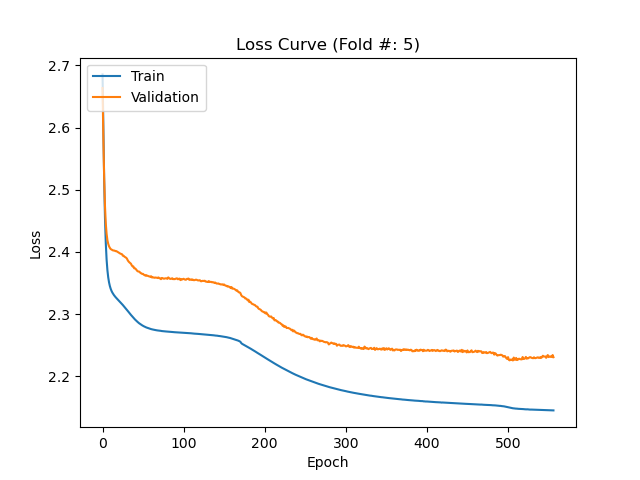 Loss Curve (Fold #: 5)
Train
Validation
2.7
2.6
2.5
2.4
2.3
2.2
Loss
0 100 200 300 400 500
Epoch